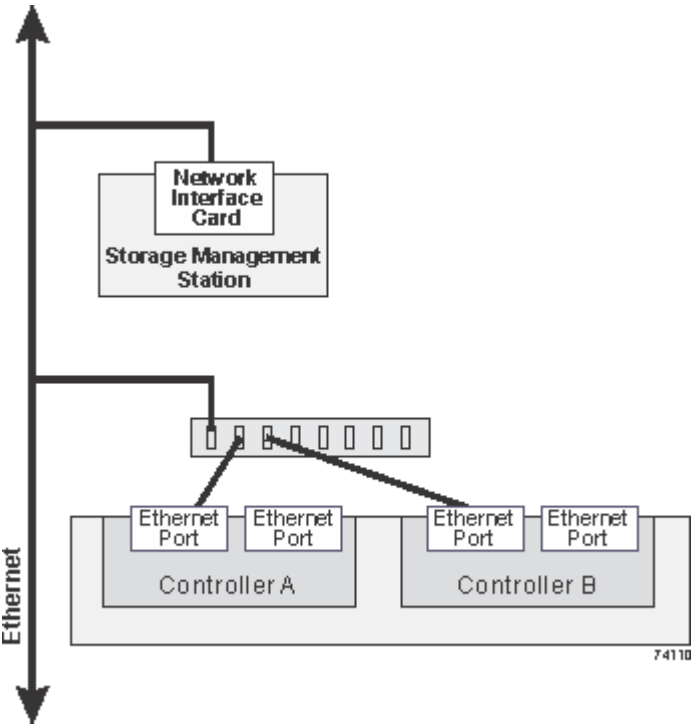 Network
Interface
Card
Storage Management
Station
Ethernet
Port
Ethernet
Port
Ethernet
Port
Ethernet
Port
Controller A
Controller B
Ethernet
74110